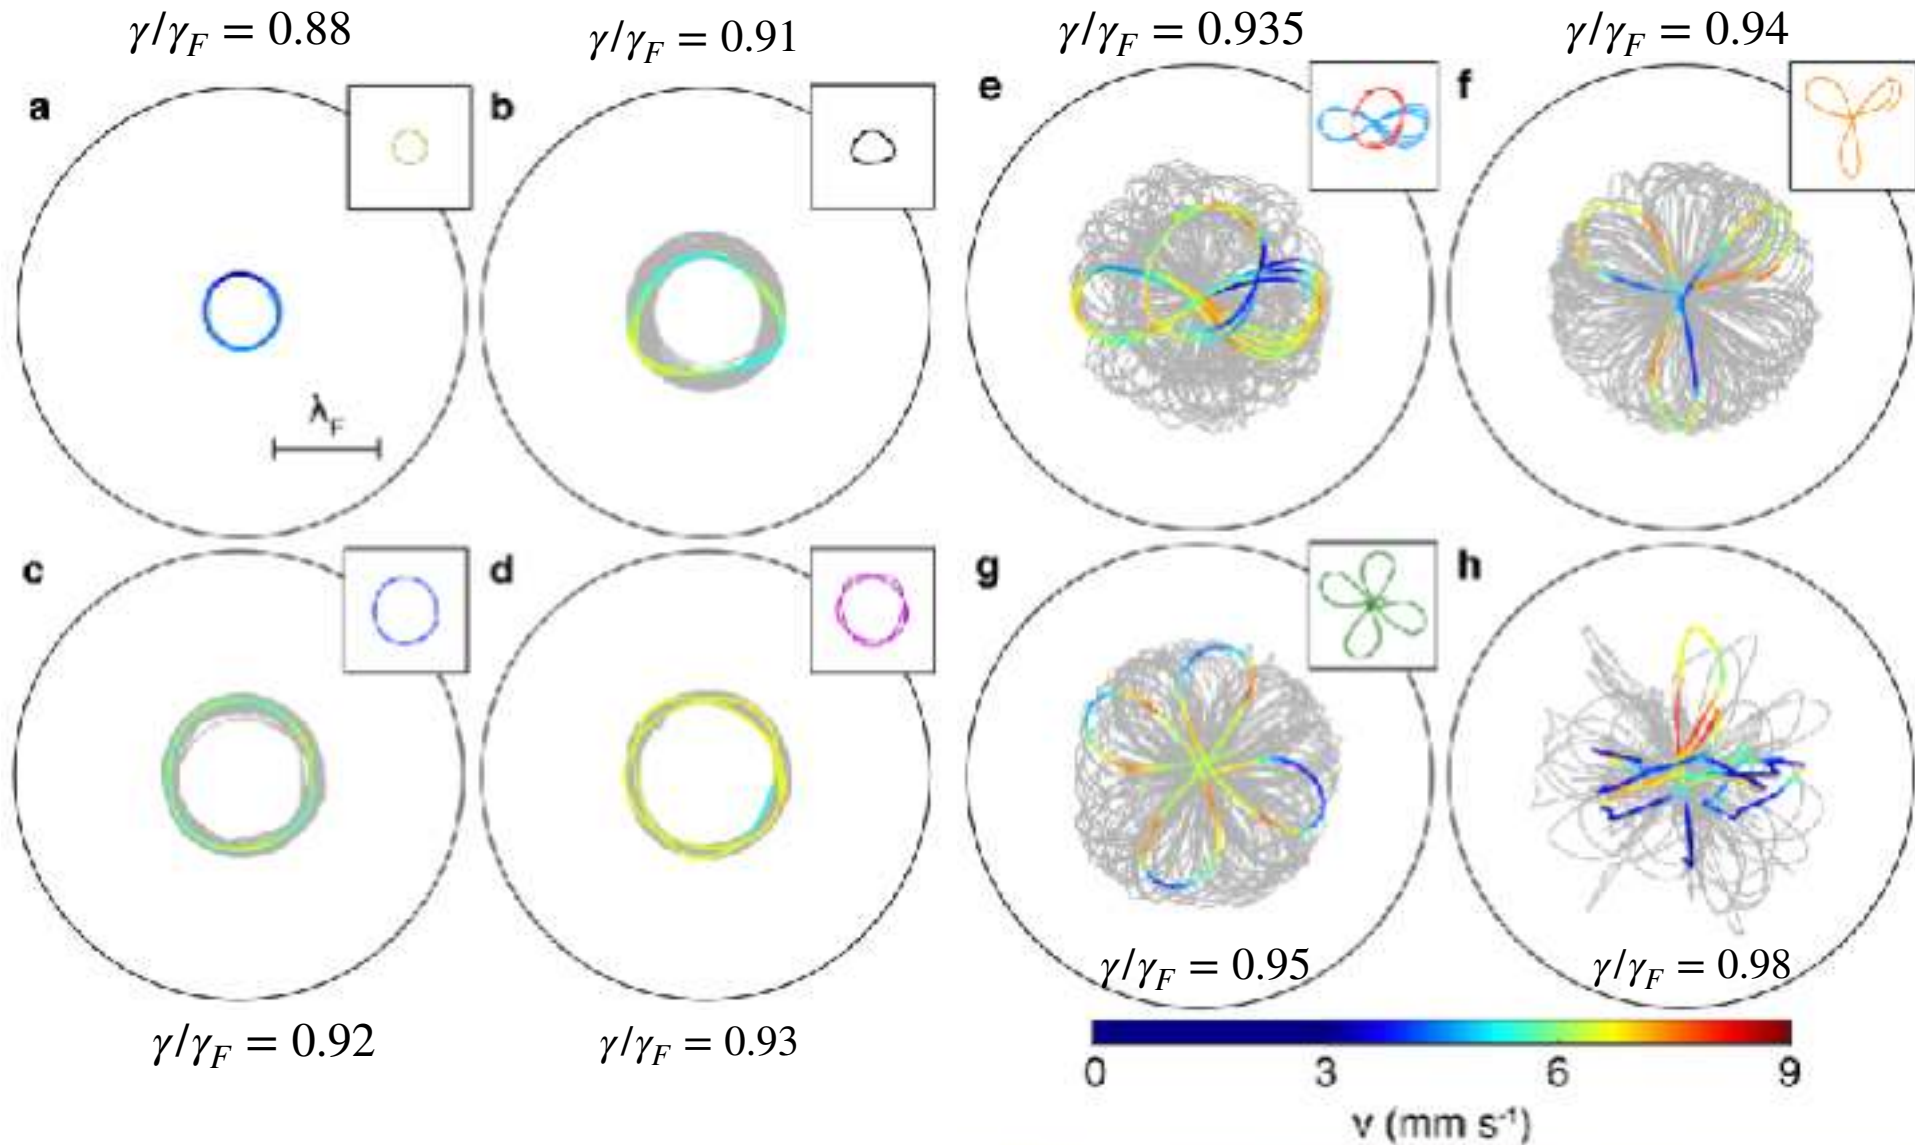 γ/γ_F = 0.88
γ/γ_F = 0.91
γ/γ_F = 0.935
γ/γ_F = 0.94
a
b
e
f
λ_F
c
d
g
h
γ/γ_F = 0.95
γ/γ_F = 0.98
γ/γ_F = 0.92
γ/γ_F = 0.93
0 3 6 9
v (mm s⁻¹)